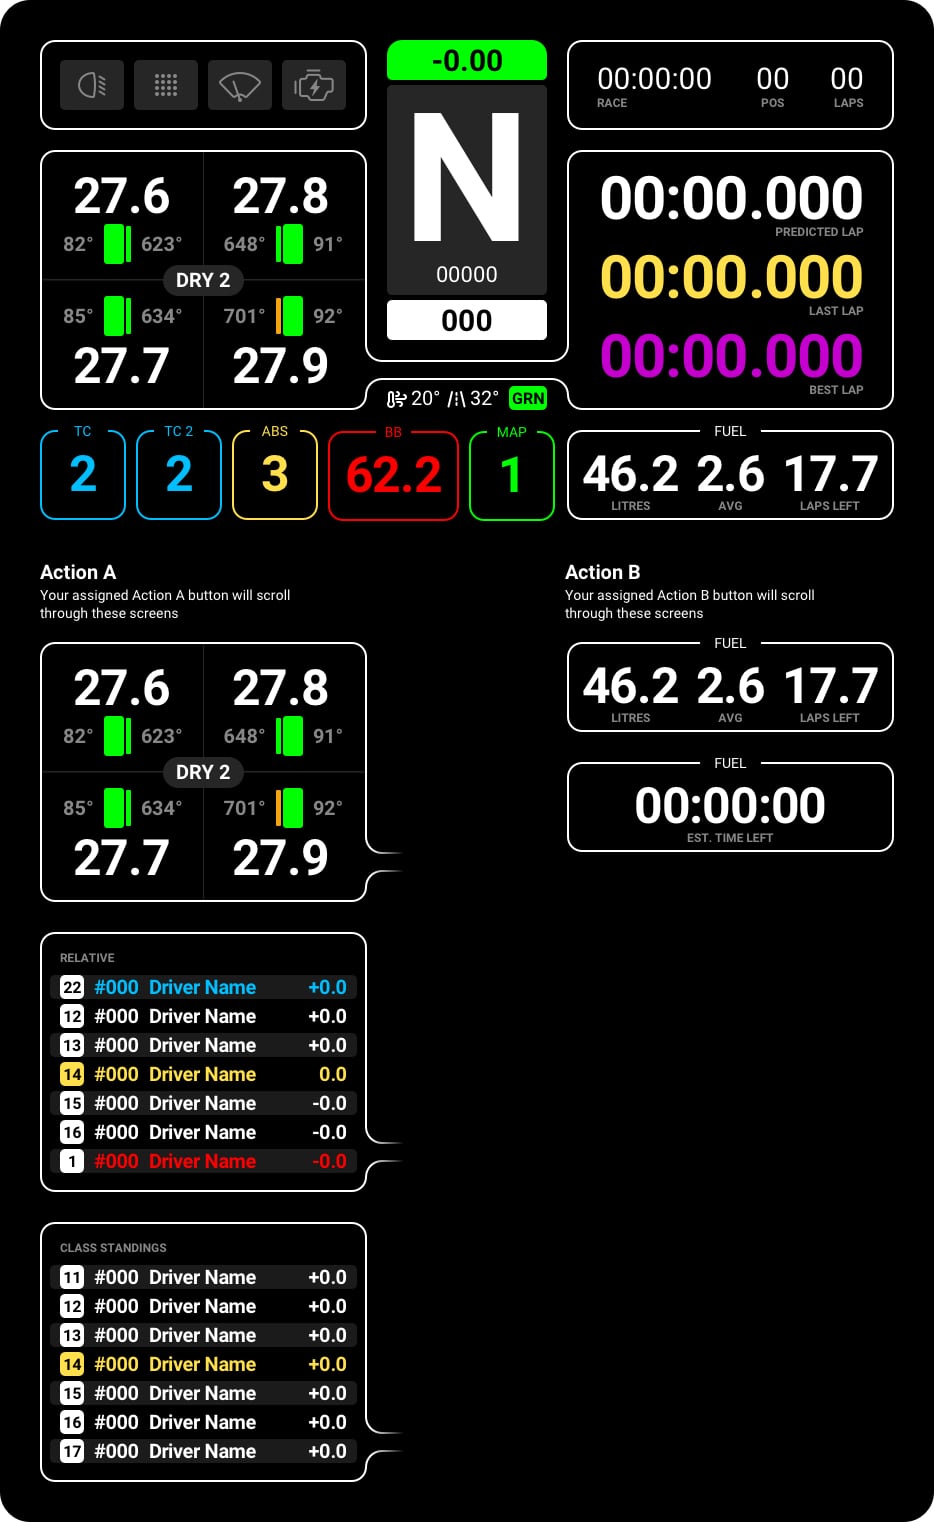 -0.00
N
00000
000
00:00:00 00 00
RACE POS LAPS
27.6 27.8
82° 623° 648° 91°
DRY 2
85° 634° 701° 92°
27.7 27.9
00:00.000
PREDICTED LAP
00:00.000
LAST LAP
00:00.000
BEST LAP
20° 32° GRN
TC TC 2 ABS BB MAP FUEL
2 2 3 62.2 1 46.2 2.6 17.7
LITRES AVG LAPS LEFT
Action A
Your assigned Action A button will scroll
through these screens
27.6 27.8
82° 623° 648° 91°
DRY 2
85° 634° 701° 92°
27.7 27.9
RELATIVE
22 #000 Driver Name +0.0
12 #000 Driver Name +0.0
13 #000 Driver Name +0.0
14 #000 Driver Name 0.0
15 #000 Driver Name -0.0
16 #000 Driver Name -0.0
1 #000 Driver Name -0.0
CLASS STANDINGS
11 #000 Driver Name +0.0
12 #000 Driver Name +0.0
13 #000 Driver Name +0.0
14 #000 Driver Name +0.0
15 #000 Driver Name +0.0
16 #000 Driver Name +0.0
17 #000 Driver Name +0.0
Action B
Your assigned Action B button will scroll
through these screens
FUEL
46.2 2.6 17.7
LITRES AVG LAPS LEFT
FUEL
00:00:00
EST. TIME LEFT